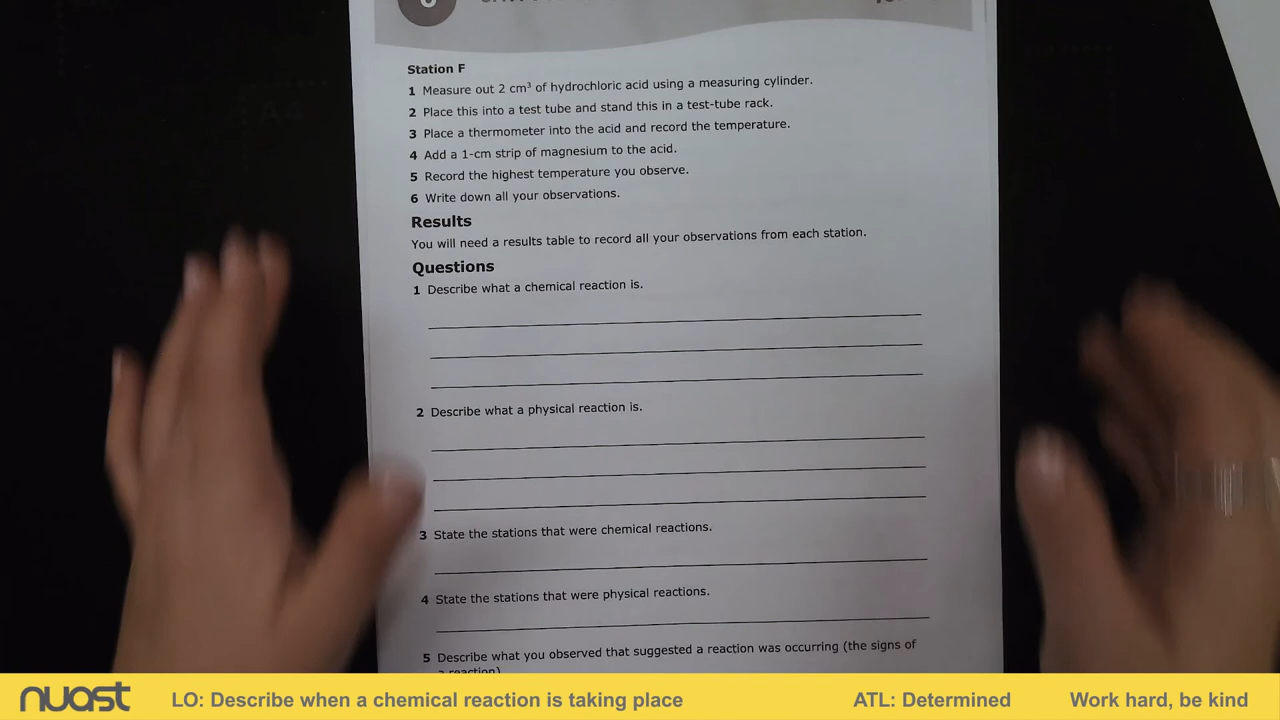 6
Station F
1 Measure out 2 cm³ of hydrochloric acid using a measuring cylinder.
2 Place this into a test tube and stand this in a test-tube rack.
3 Place a thermometer into the acid and record the temperature.
4 Add a 1-cm strip of magnesium to the acid.
5 Record the highest temperature you observe.
6 Write down all your observations.
Results
You will need a results table to record all your observations from each station.
Questions
1 Describe what a chemical reaction is.
2 Describe what a physical reaction is.
3 State the stations that were chemical reactions.
4 State the stations that were physical reactions.
5 Describe what you observed that suggested a reaction was occurring (the signs of
a reaction)
nuast
LO: Describe when a chemical reaction is taking place
ATL: Determined
Work hard, be kind